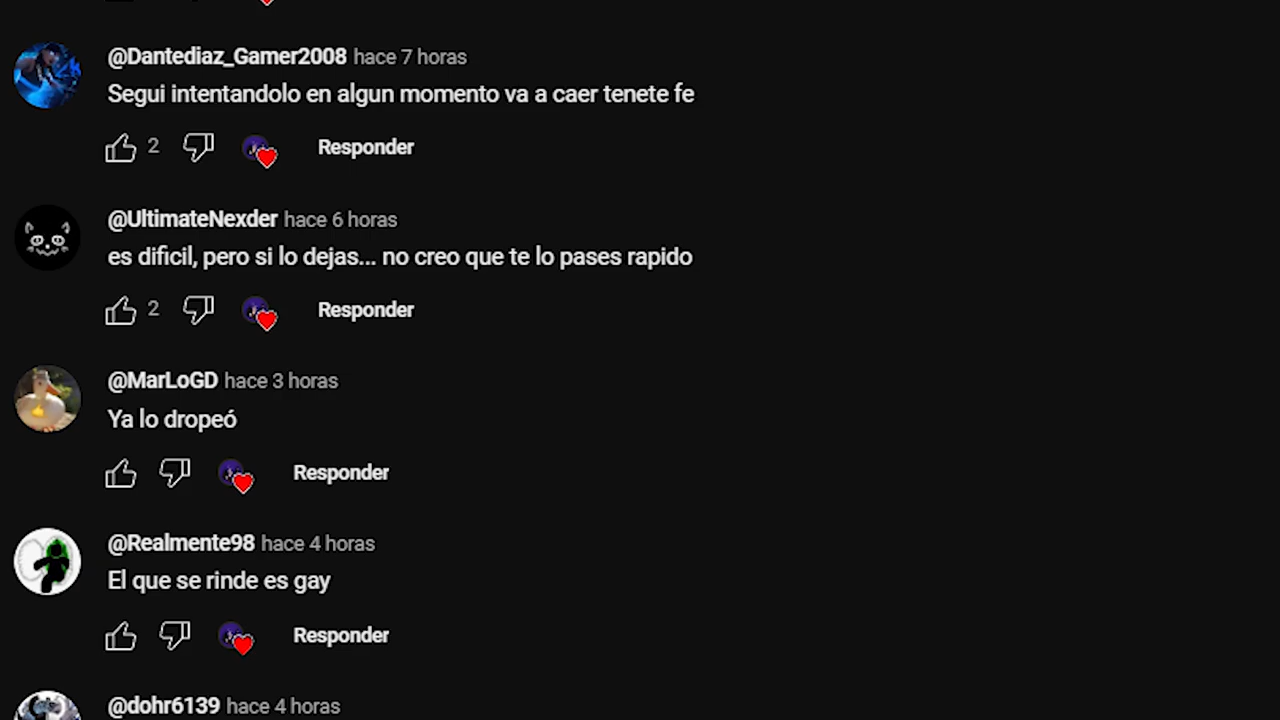 @Dantediaz_Gamer2008 hace 7 horas
Segui intentandolo en algun momento va a caer tenete fe
2 Responder
@UltimateNexder hace 6 horas
es dificil, pero si lo dejas... no creo que te lo pases rapido
2 Responder
@MarLoGD hace 3 horas
Ya lo dropeó
Responder
@Realmente98 hace 4 horas
El que se rinde es gay
Responder
@dohr6139 hace 4 horas